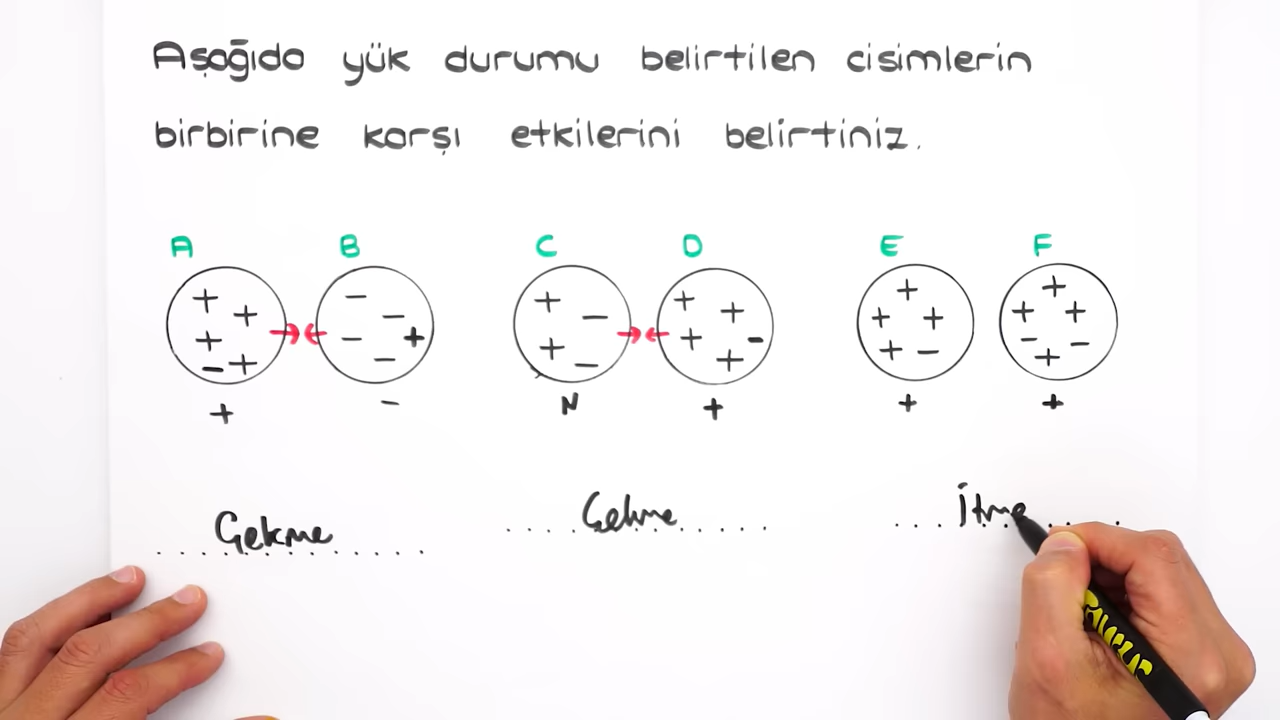 Aşağıda yük durumu belirtilen cisimlerin
birbirine karşı etkilerini belirtiniz.
A B C D E F
+ - N + + +
Çekme Çekme İtme